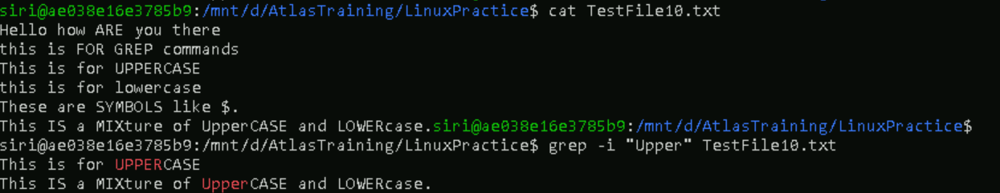 siri@ae038e16e3785b9:/mnt/d/AtlasTraining/LinuxPractice$ cat TestFile10.txt
Hello how ARE you there
this is FOR GREP commands
This is for UPPERCASE
this is for lowercase
These are SYMBOLS like $.
This IS a MIXture of UpperCASE and LOWERcase.siri@ae038e16e3785b9:/mnt/d/AtlasTraining/LinuxPractice$
siri@ae038e16e3785b9:/mnt/d/AtlasTraining/LinuxPractice$ grep -i "Upper" TestFile10.txt
This is for UPPERCASE
This IS a MIXture of UpperCASE and LOWERcase.